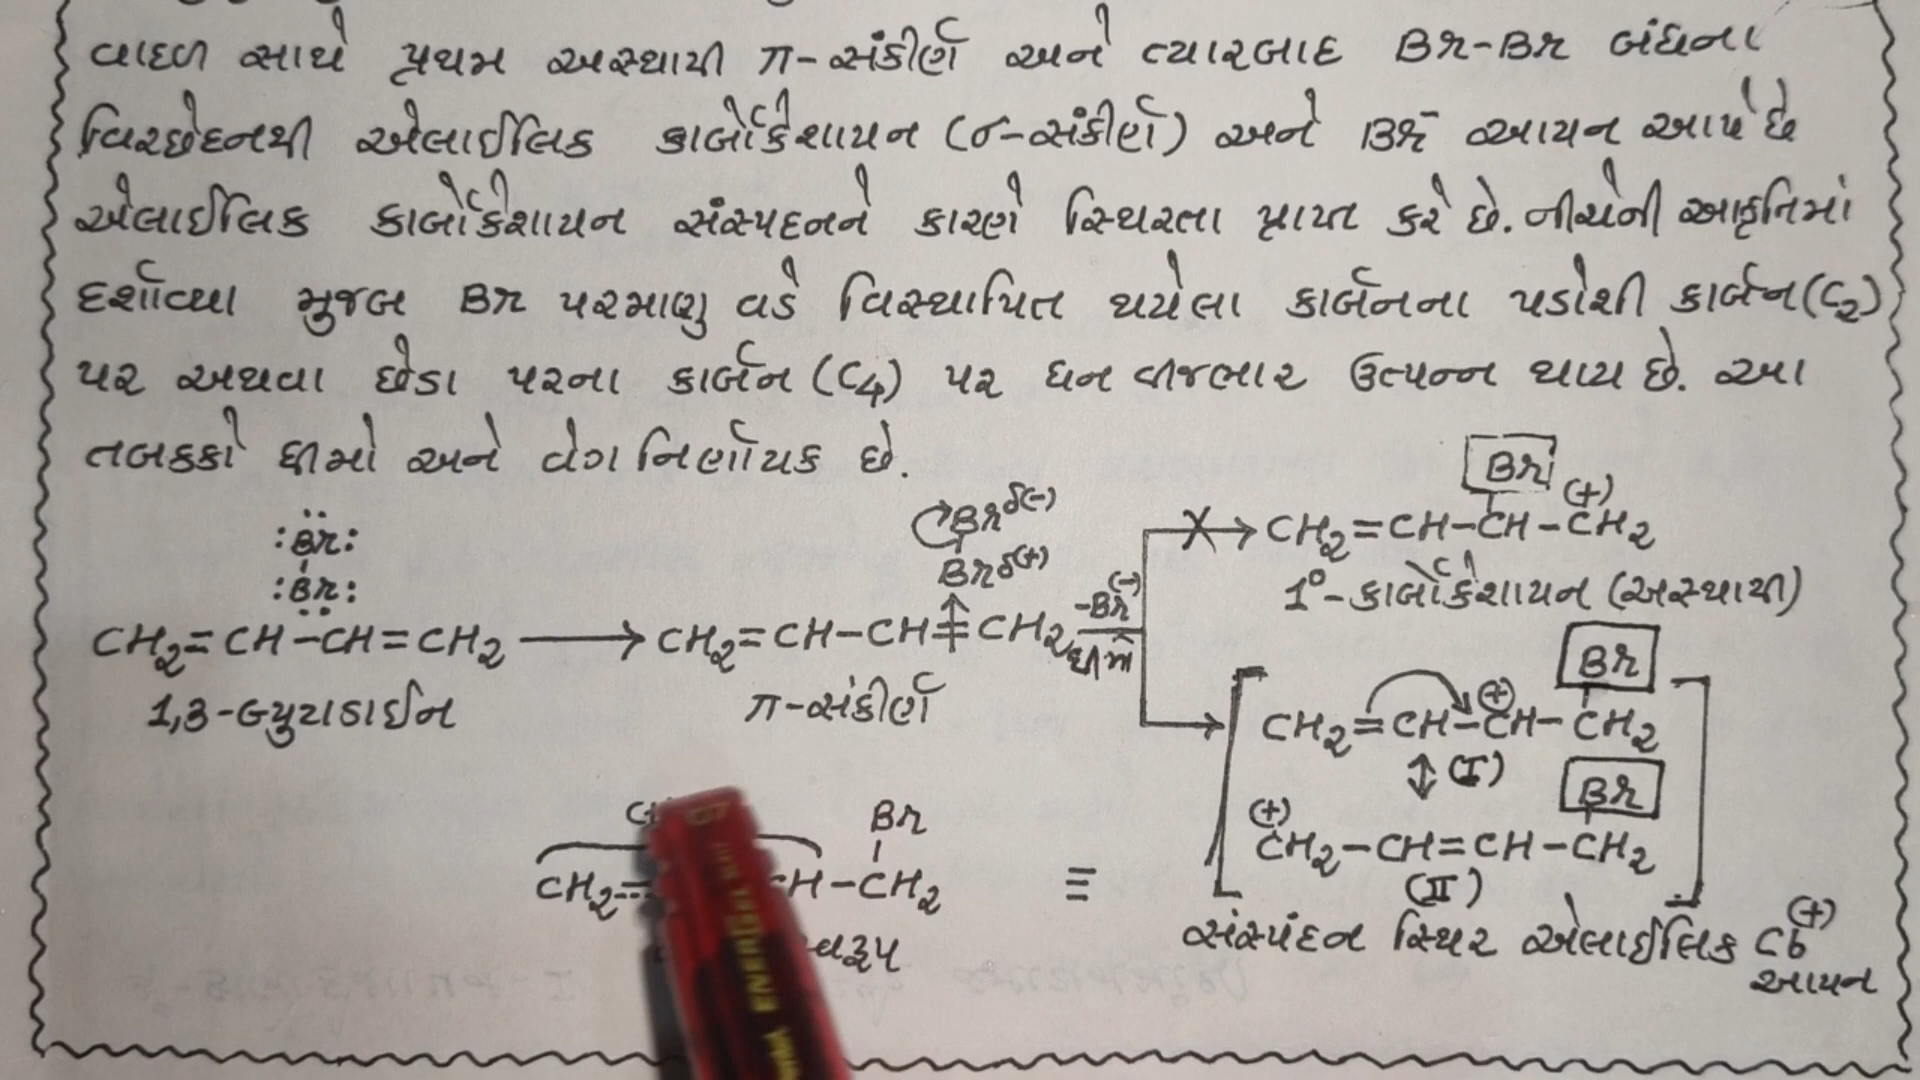 વાદળ સાથે પ્રથમ અસ્થાયી π-સંકીર્ણ અને ત્યારબાદ Br-Br બંધના
વિચ્છેદનથી એલાઈલિક કાર્બોકેશાયન (σ-સંકીર્ણ) અને Br⁻ આયન આપે છે
એલાઈલિક કાર્બોકેશાયન સંસ્પદનને કારણે સ્થિરતા પ્રાપ્ત કરે છે. નીચેની આકૃતિમાં
દર્શાવ્યા મુજબ Br પરમાણુ વડે વિસ્થાપિત થયેલા કાર્બનના પડોશી કાર્બન(C₂)
પર અથવા છેડા પરના કાર્બન (C₄) પર ધન વીજભાર ઉત્પન્ન થાય છે. આ
તબક્કો ધીમો અને વેગ નિર્ણાયક છે.
:Br:
:Br:
CH₂=CH-CH=CH₂ ⟶ CH₂=CH-CH=CH₂
1,3-બ્યુટાડાઈન
Br δ(-)
Br δ(+)
π-સંકીર્ણ
-Br(-)
ધીમો
Br (+)
CH₂=CH-CH-CH₂
1°-કાર્બોકેશાયન (અસ્થાયી)
Br
CH₂=CH-CH(+)-CH₂
↕ (I)
(+) Br
CH₂-CH=CH-CH₂
(II)
સંસ્પંદન સ્થિર એલાઈલિક Cb(+)
આયન
Br
CH₂ CH-CH₂ ≡